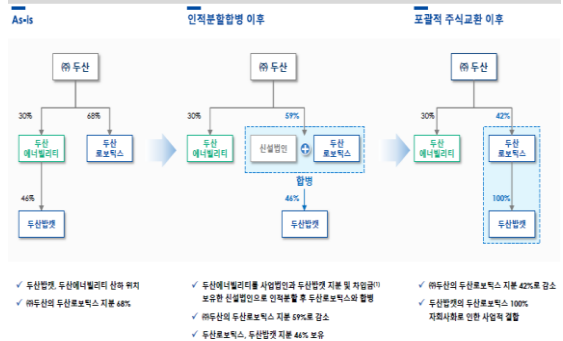 As-is
㈜ 두산
30%
68%
두산
에너빌리티
두산
로보틱스
46%
두산밥캣
✓ 두산밥캣, 두산에너빌리티 산하 위치
✓ ㈜두산의 두산로보틱스 지분 68%
인적분할합병 이후
㈜ 두산
30%
59%
두산
에너빌리티
신설법인
두산
로보틱스
합병
46%
두산밥캣
✓ 두산에너빌리티를 사업법인과 두산밥캣 지분 및 차입금(1)
보유한 신설법인으로 인적분할 후 두산로보틱스와 합병
✓ ㈜두산의 두산로보틱스 지분 59%로 감소
✓ 두산로보틱스, 두산밥캣 지분 46% 보유
포괄적 주식교환 이후
㈜ 두산
30%
42%
두산
에너빌리티
두산
로보틱스
100%
두산밥캣
✓ ㈜두산의 두산로보틱스 지분 42%로 감소
✓ 두산밥캣의 두산로보틱스 100%
자회사화로 인한 사업적 결합